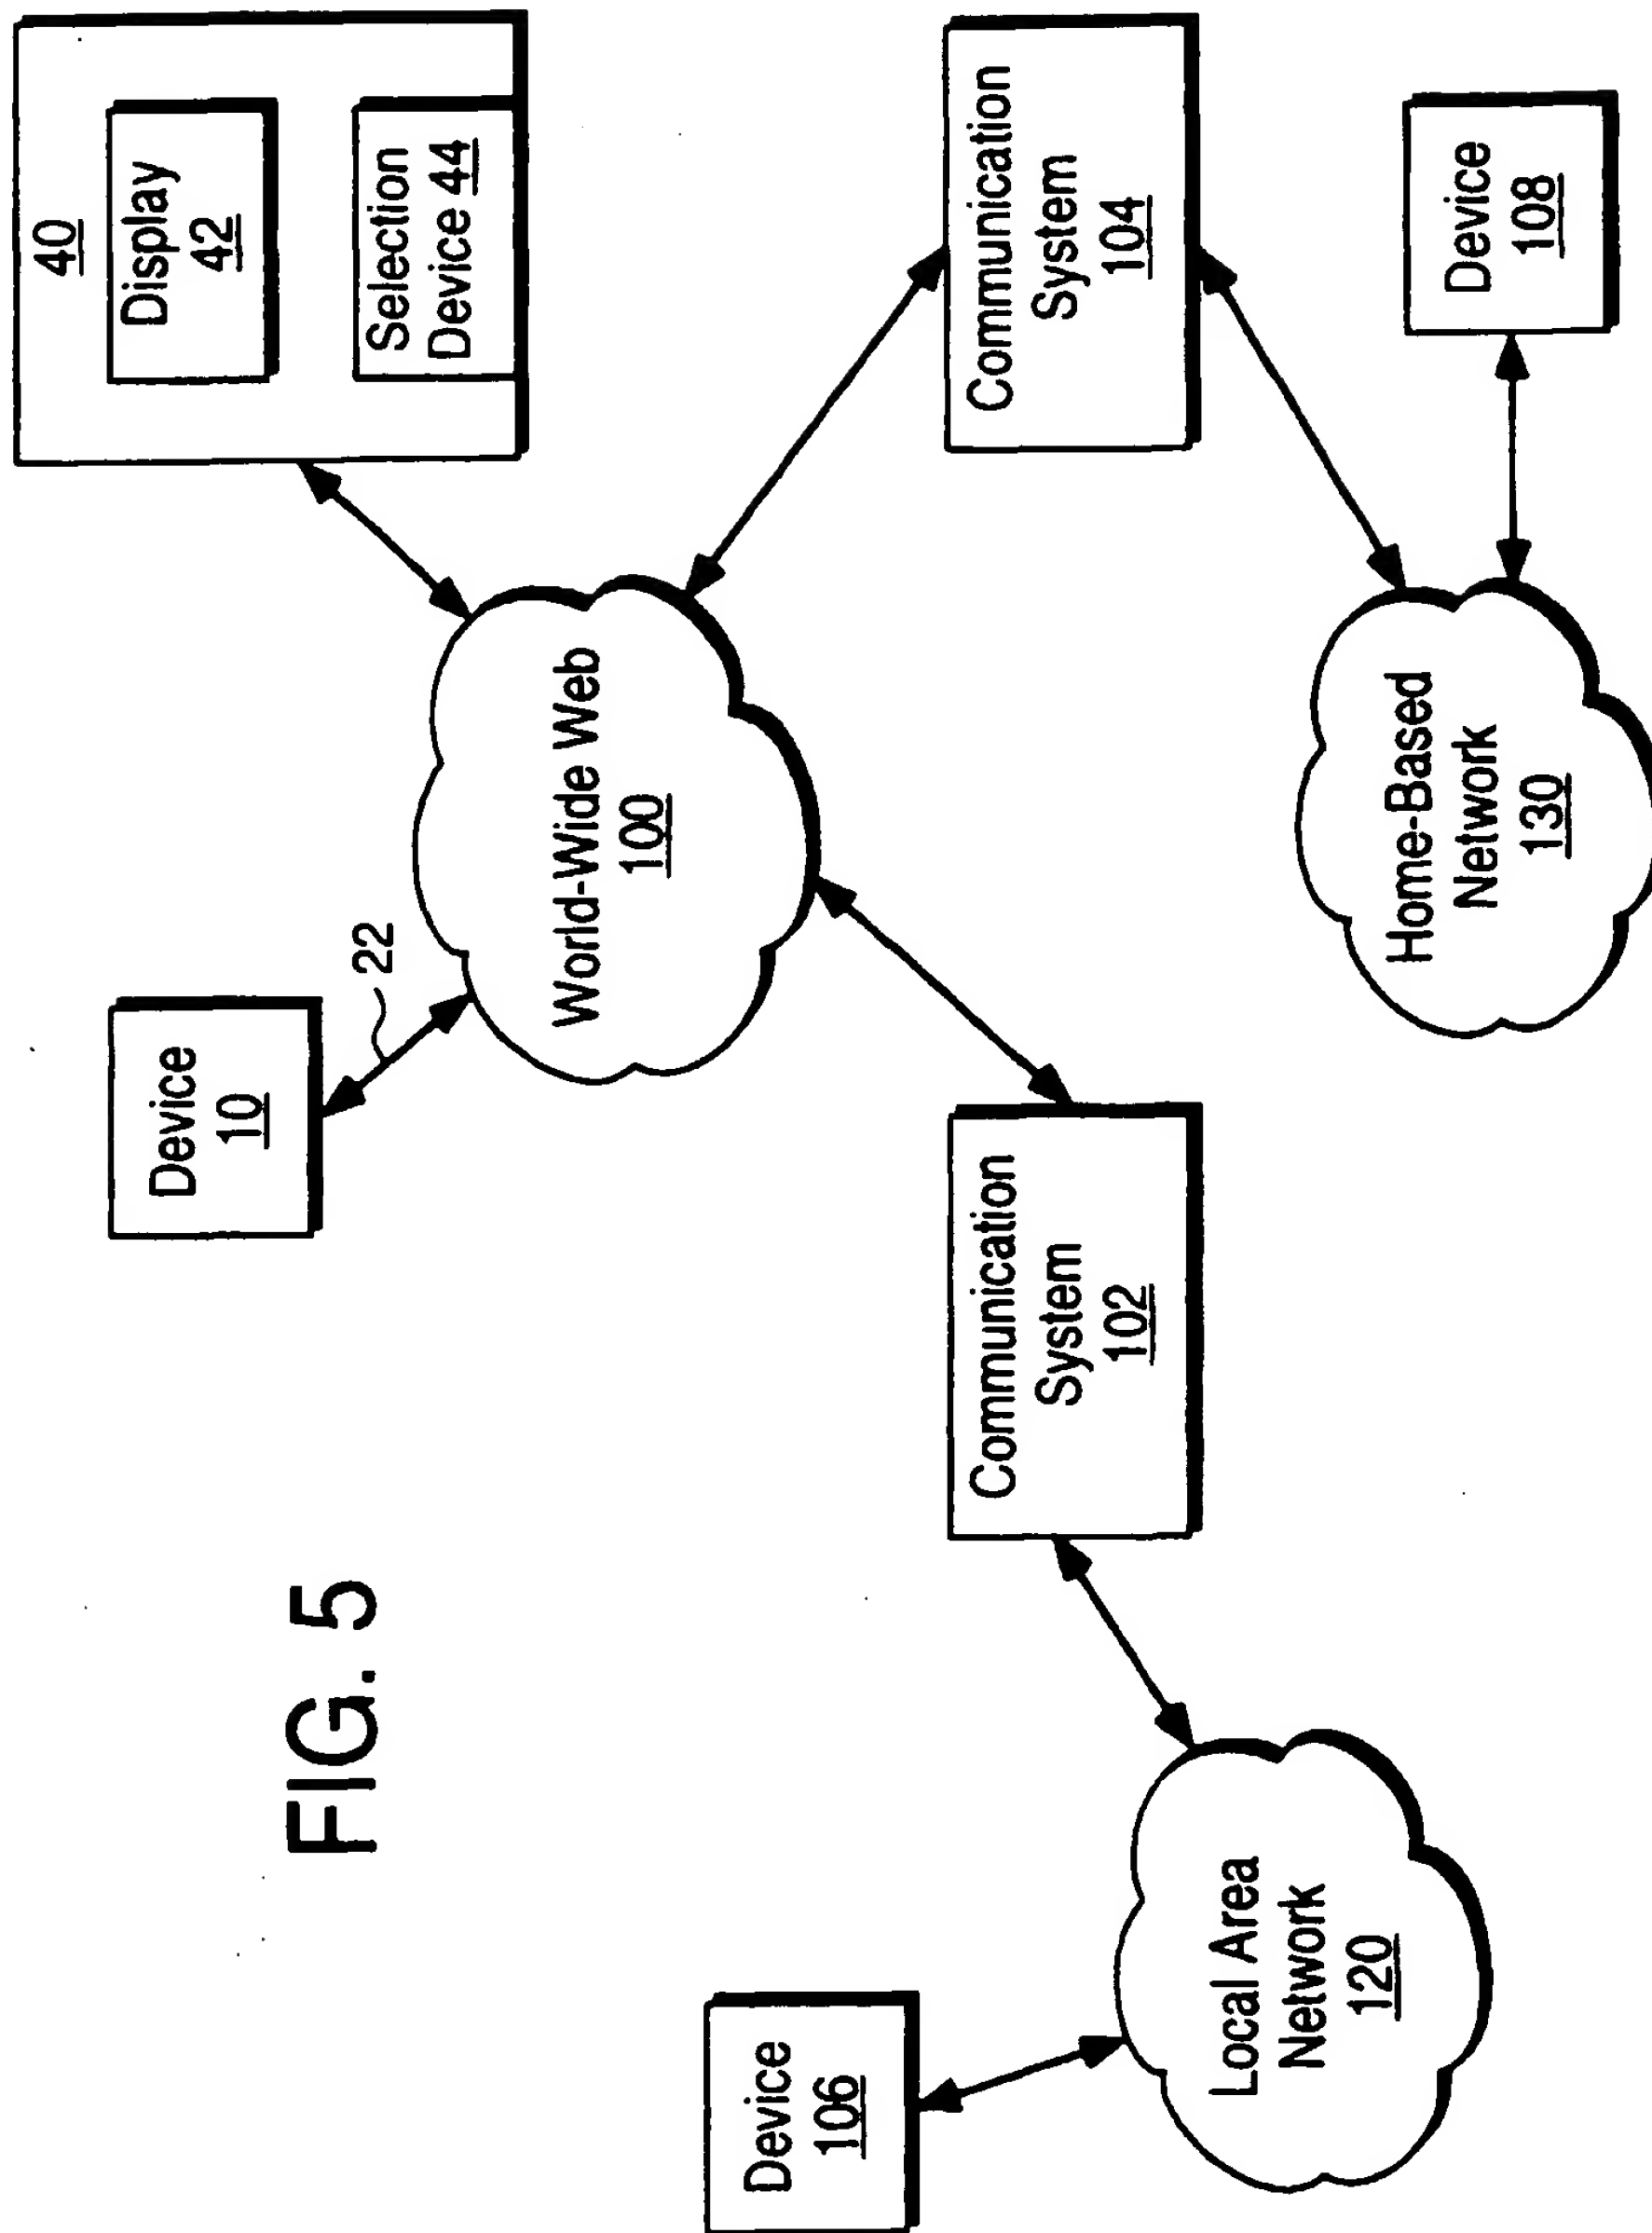 FIG. 5
Device
10
22
40
Display
42
Selection
Device 44
World-Wide Web
100
Communication
System
102
Communication
System
104
Device
106
Local Area
Network
120
Home-Based
Network
130
Device
108